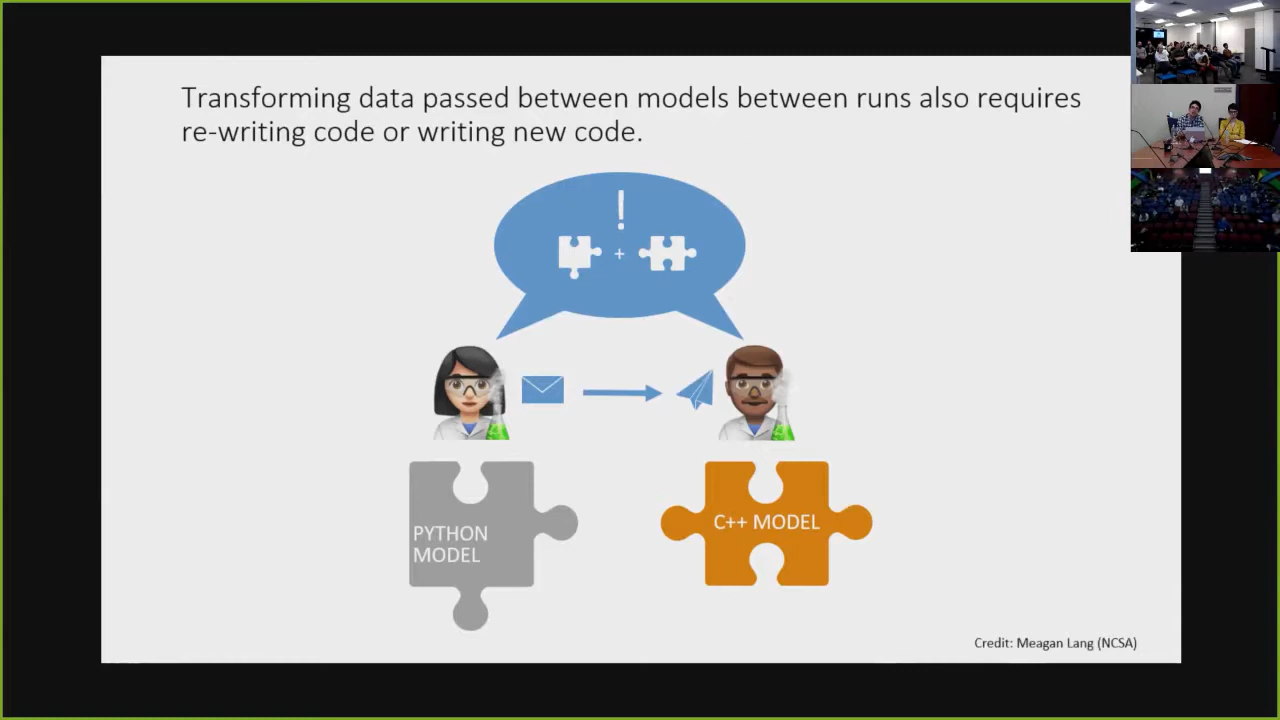 Transforming data passed between models between runs also requires
re-writing code or writing new code.
!
+
PYTHON
MODEL
C++ MODEL
Credit: Meagan Lang (NCSA)